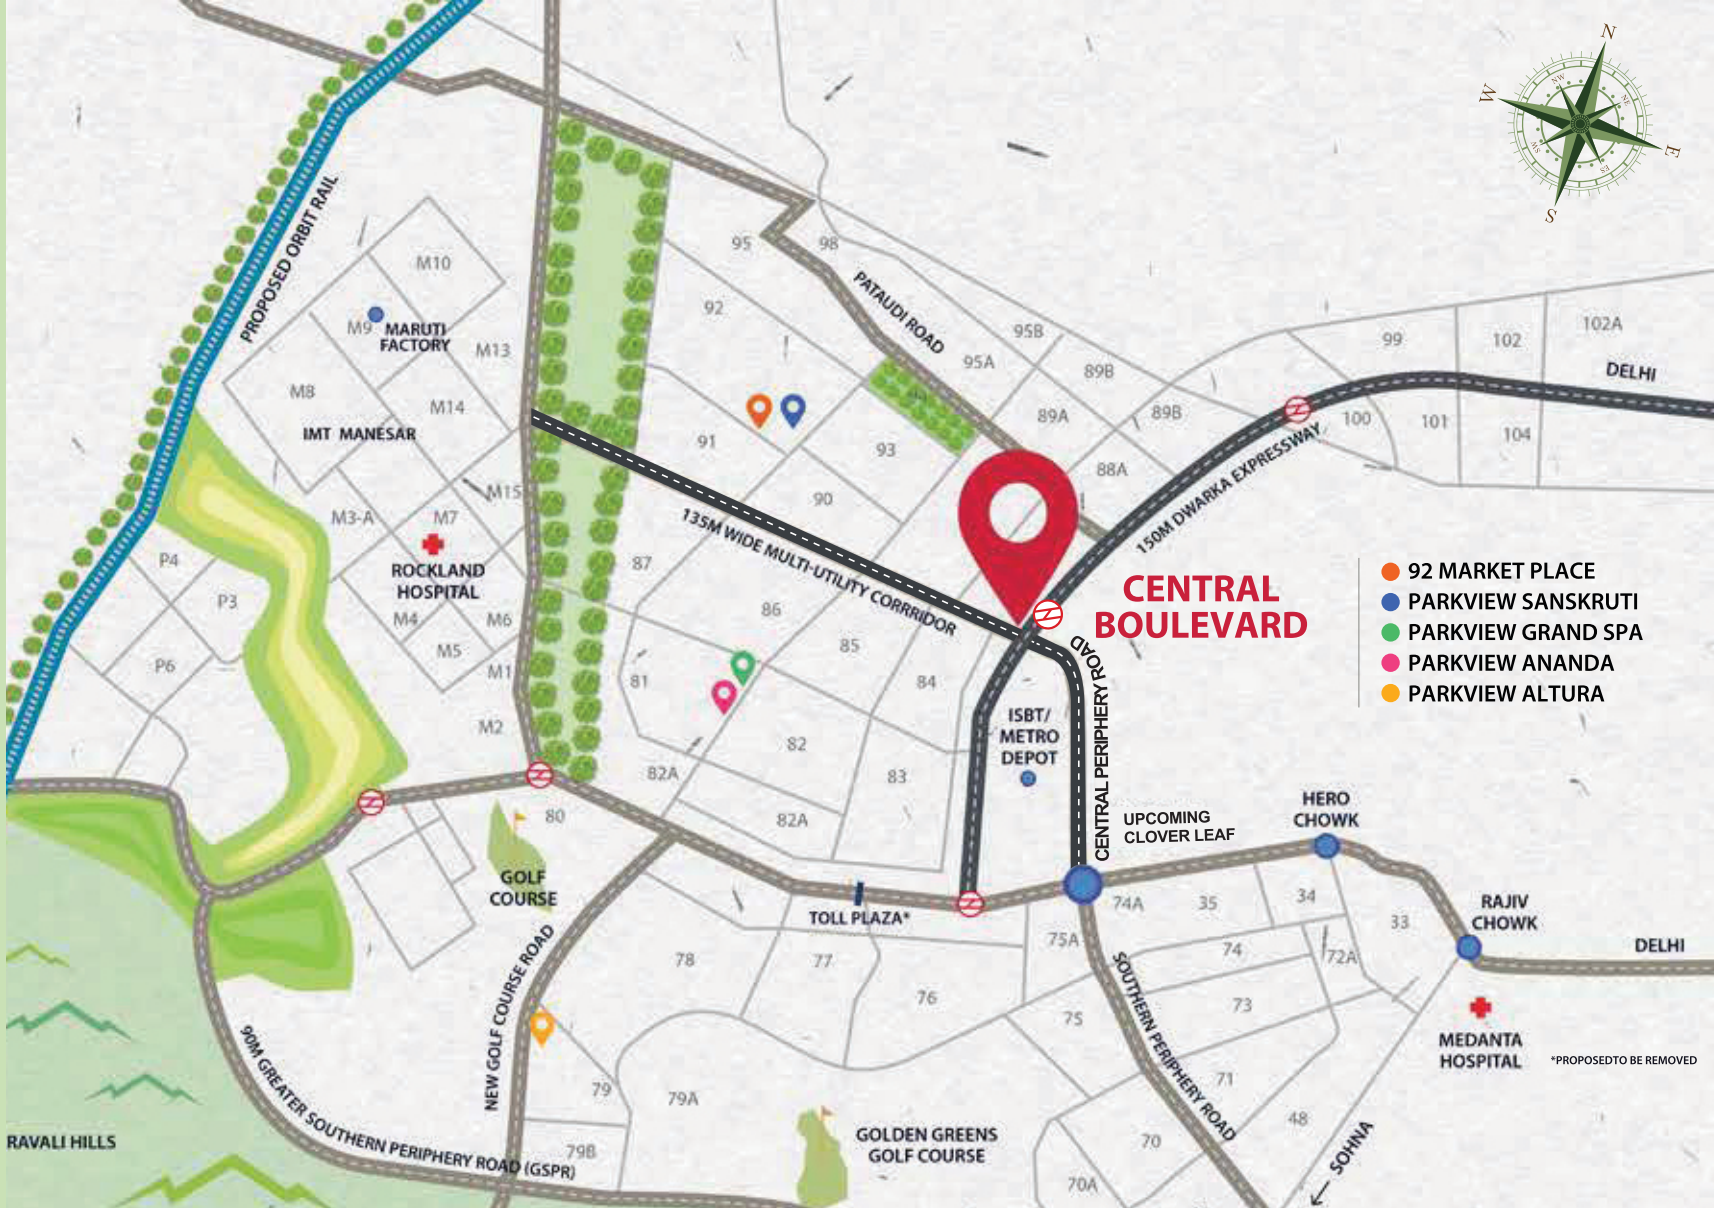 N
NW
NE
W
E
SW
ES
S
PROPOSED ORBIT RAIL
M10
M9
MARUTI
FACTORY
M13
M8
M14
IMT MANESAR
M15
M3-A
M7
ROCKLAND
HOSPITAL
M4
M6
M5
M1
M2
P4
P3
P6
95
98
92
PATAUDI ROAD
95B
95A
89B
89A
89B
88A
99
102
102A
DELHI
100
101
104
91
93
90
87
135M WIDE MULTI-UTILITY CORRRIDOR
150M DWARKA EXPRESSWAY
86
85
84
81
82
83
82A
82A
80
CENTRAL
BOULEVARD
CENTRAL PERIPHERY ROAD
ISBT/
METRO
DEPOT
92 MARKET PLACE
PARKVIEW SANSKRUTI
PARKVIEW GRAND SPA
PARKVIEW ANANDA
PARKVIEW ALTURA
UPCOMING
CLOVER LEAF
HERO
CHOWK
RAJIV
CHOWK
DELHI
GOLF
COURSE
TOLL PLAZA*
74A
35
34
33
75A
74
72A
73
75
71
48
70
70A
78
77
76
79
79A
79B
NEW GOLF COURSE ROAD
SOUTHERN PERIPHERY ROAD
90M GREATER SOUTHERN PERIPHERY ROAD (GSPR)
MEDANTA
HOSPITAL
*PROPOSEDTO BE REMOVED
RAVALI HILLS
GOLDEN GREENS
GOLF COURSE
← SOHNA